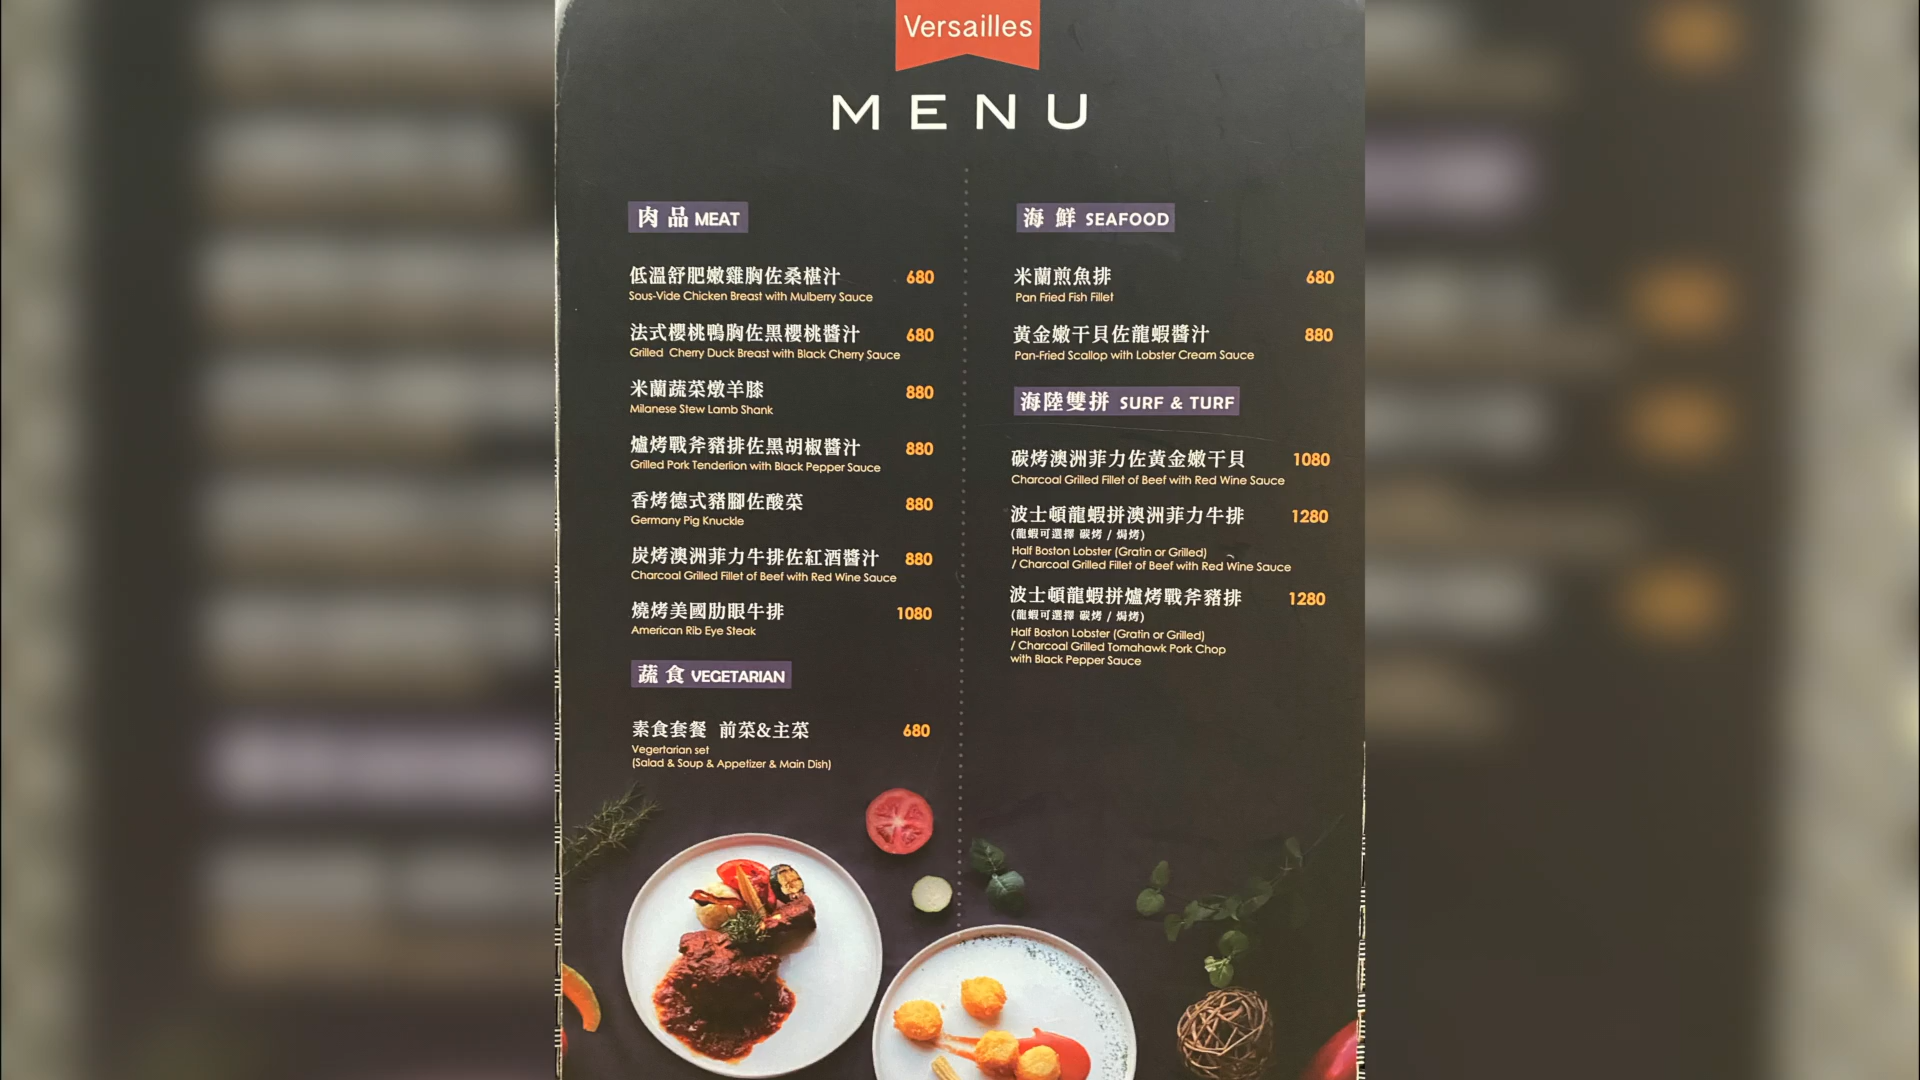 Versailles
MENU
肉品 MEAT
低溫舒肥嫩雞胸佐桑椹汁 680
Sous-Vide Chicken Breast with Mulberry Sauce
法式櫻桃鴨胸佐黑櫻桃醬汁 680
Grilled Cherry Duck Breast with Black Cherry Sauce
米蘭蔬菜燉羊膝 880
Milanese Stew Lamb Shank
爐烤戰斧豬排佐黑胡椒醬汁 880
Grilled Pork Tenderlion with Black Pepper Sauce
香烤德式豬腳佐酸菜 880
Germany Pig Knuckle
炭烤澳洲菲力牛排佐紅酒醬汁 880
Charcoal Grilled Fillet of Beef with Red Wine Sauce
燒烤美國肋眼牛排 1080
American Rib Eye Steak
蔬食 VEGETARIAN
素食套餐 前菜&主菜 680
Vegertarian set
(Salad & Soup & Appetizer & Main Dish)
海鮮 SEAFOOD
米蘭煎魚排 680
Pan Fried Fish Fillet
黃金嫩干貝佐龍蝦醬汁 880
Pan-Fried Scallop with Lobster Cream Sauce
海陸雙拼 SURF & TURF
碳烤澳洲菲力佐黃金嫩干貝 1080
Charcoal Grilled Fillet of Beef with Red Wine Sauce
波士頓龍蝦拼澳洲菲力牛排 1280
(龍蝦可選擇 碳烤 / 焗烤)
Half Boston Lobster (Gratin or Grilled)
/ Charcoal Grilled Fillet of Beef with Red Wine Sauce
波士頓龍蝦拼爐烤戰斧豬排 1280
(龍蝦可選擇 碳烤 / 焗烤)
Half Boston Lobster (Gratin or Grilled)
/ Charcoal Grilled Tomahawk Pork Chop
with Black Pepper Sauce